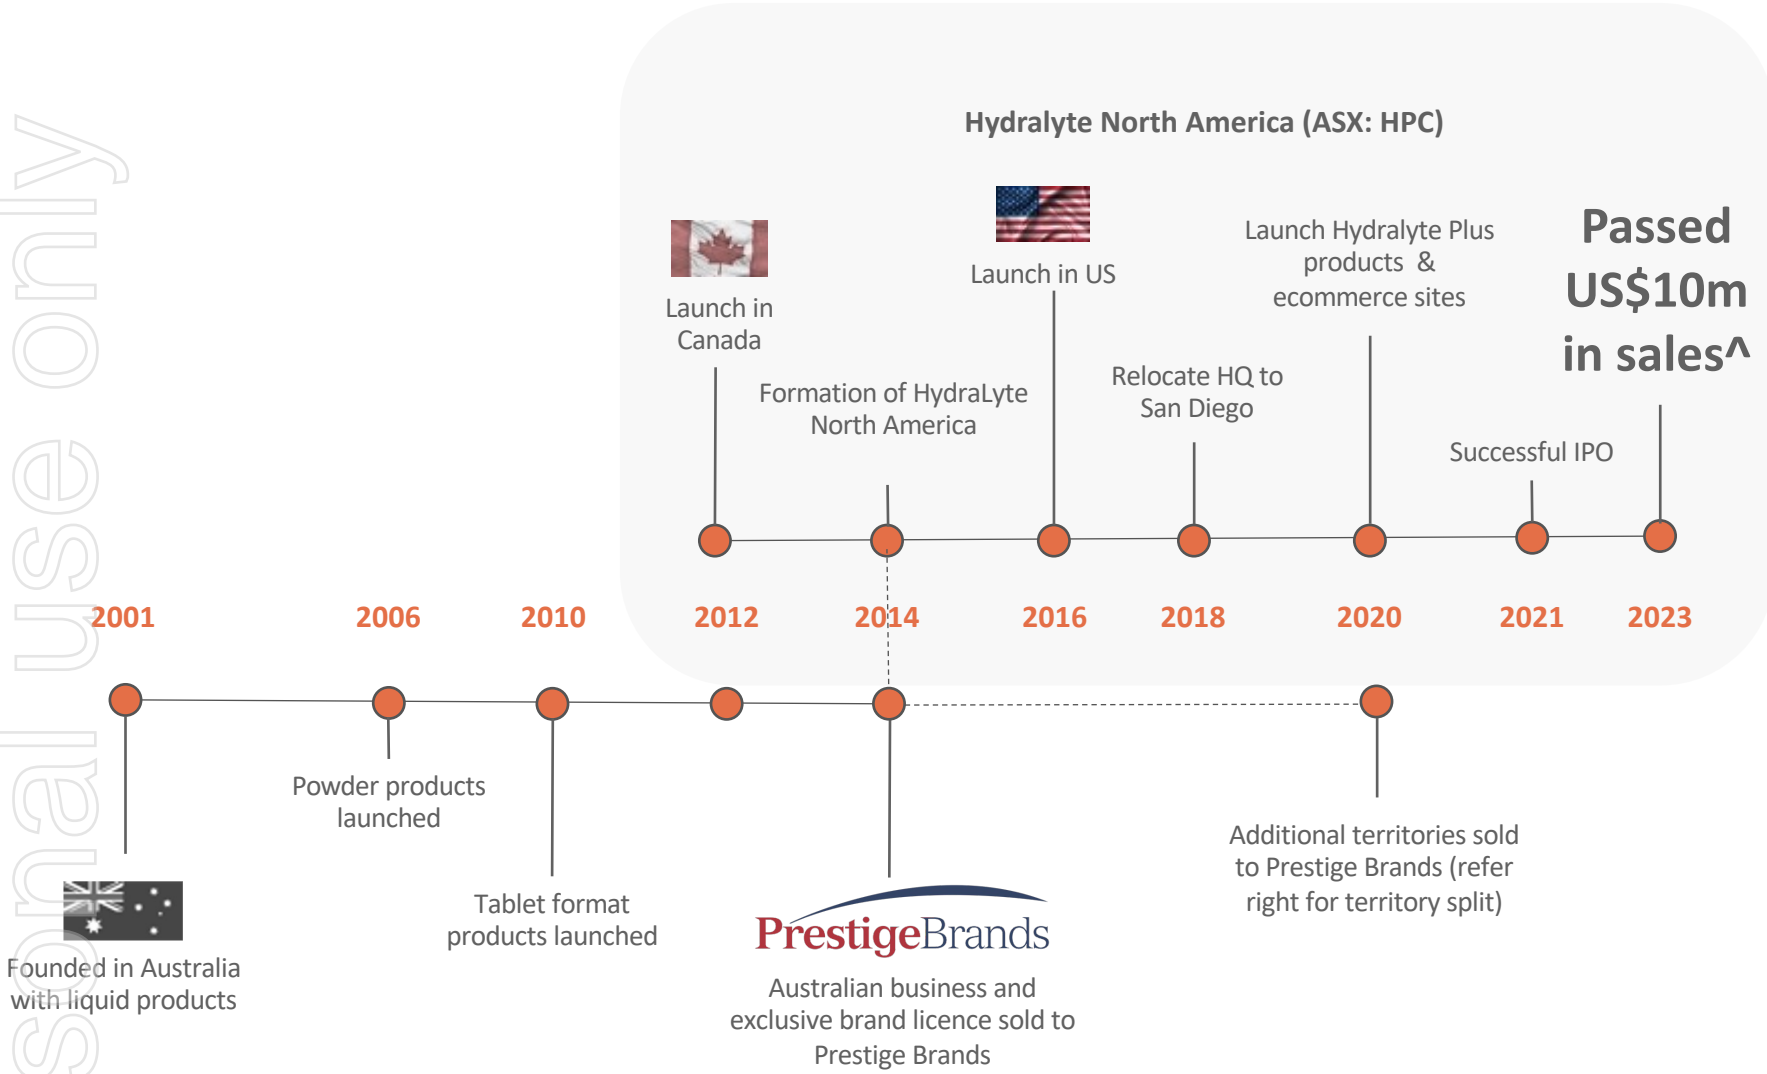 Hydralyte North America (ASX: HPC)
Launch in
Canada
Formation of HydraLyte
North America
Launch in US
Relocate HQ to
San Diego
Launch Hydralyte Plus
products &
ecommerce sites
Successful IPO
Passed
US$10m
in sales^
2001
2006
2010
2012
2014
2016
2018
2020
2021
2023
Founded in Australia
with liquid products
Powder products
launched
Tablet format
products launched
PrestigeBrands
Australian business and
exclusive brand licence sold to
Prestige Brands
Additional territories sold
to Prestige Brands (refer
right for territory split)
sonal use only